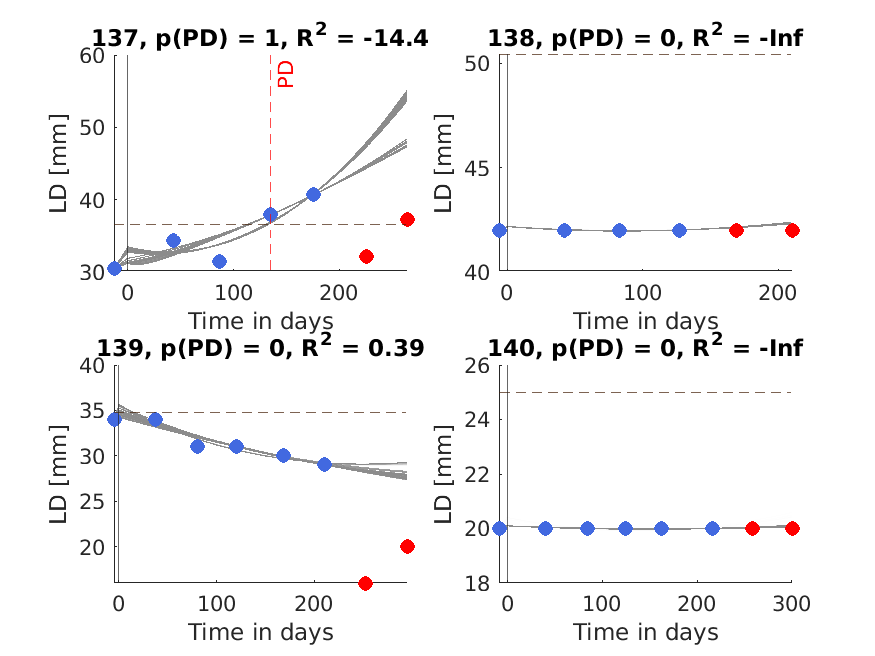 137, p(PD) = 1, R² = -14.4
60
50
40
30
LD [mm]
PD
0
100
200
Time in days
138, p(PD) = 0, R² = -Inf
50
45
40
LD [mm]
0
100
200
Time in days
139, p(PD) = 0, R² = 0.39
40
35
30
25
20
LD [mm]
0
100
200
Time in days
140, p(PD) = 0, R² = -Inf
26
24
22
20
18
LD [mm]
0
100
200
300
Time in days